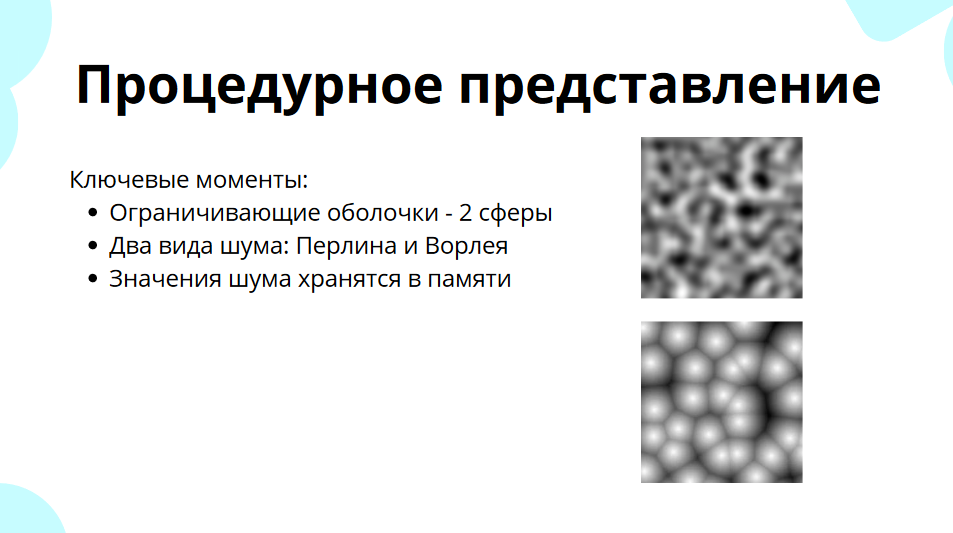 Процедурное представление
Ключевые моменты:
• Ограничивающие оболочки - 2 сферы
• Два вида шума: Перлина и Ворлея
• Значения шума хранятся в памяти